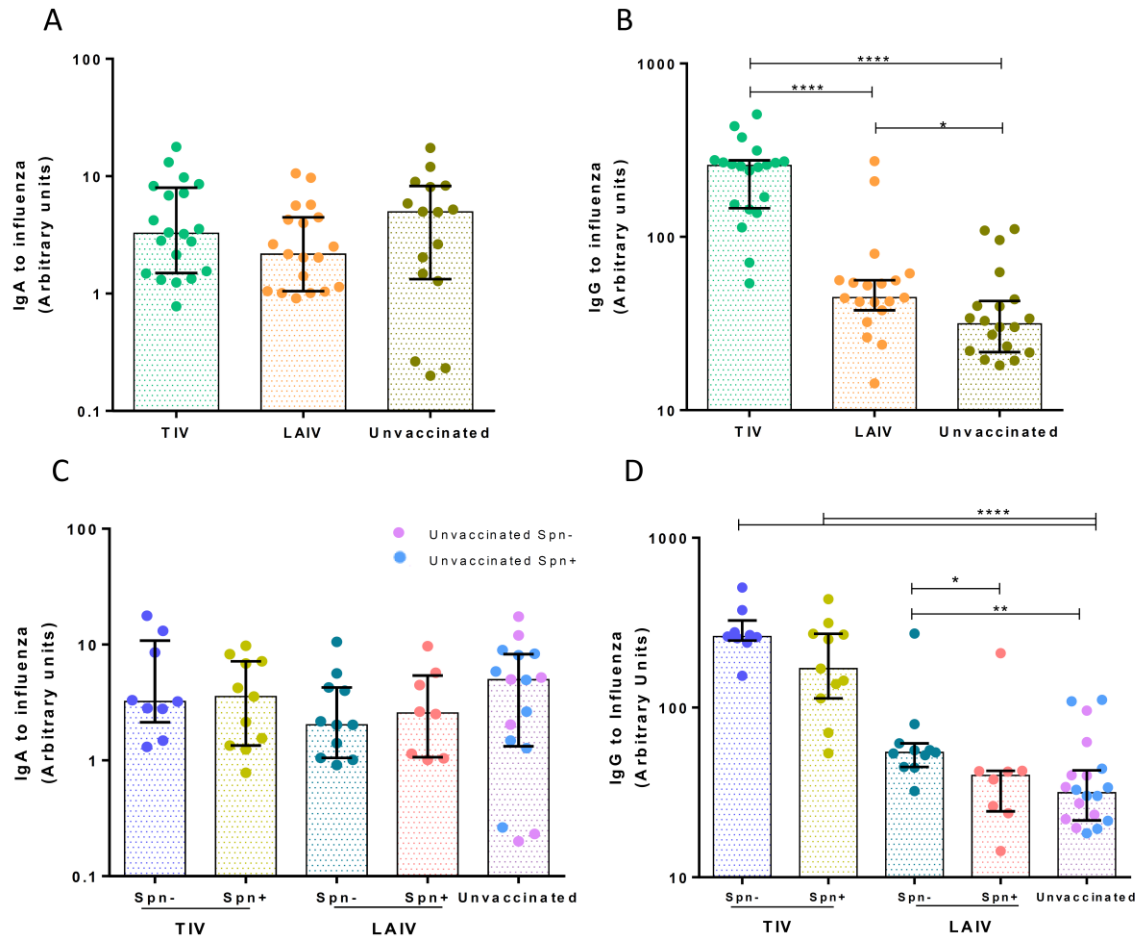 A
IgA to influenza
(Arbitrary units)
100
10
1
0.1
TIV LAIV Unvaccinated
B
IgG to influenza
(Arbitrary units)
1000
100
10
****
****
*
TIV LAIV Unvaccinated
C
IgA to influenza
(Arbitrary Units)
100
10
1
0.1
Unvaccinated Spn-
Unvaccinated Spn+
Spn- Spn+ Spn- Spn+ Unvaccinated
TIV LAIV
D
IgG to Influenza
(Arbitrary Units)
1000
100
10
****
*
**
Spn- Spn+ Spn- Spn+ Unvaccinated
TIV LAIV